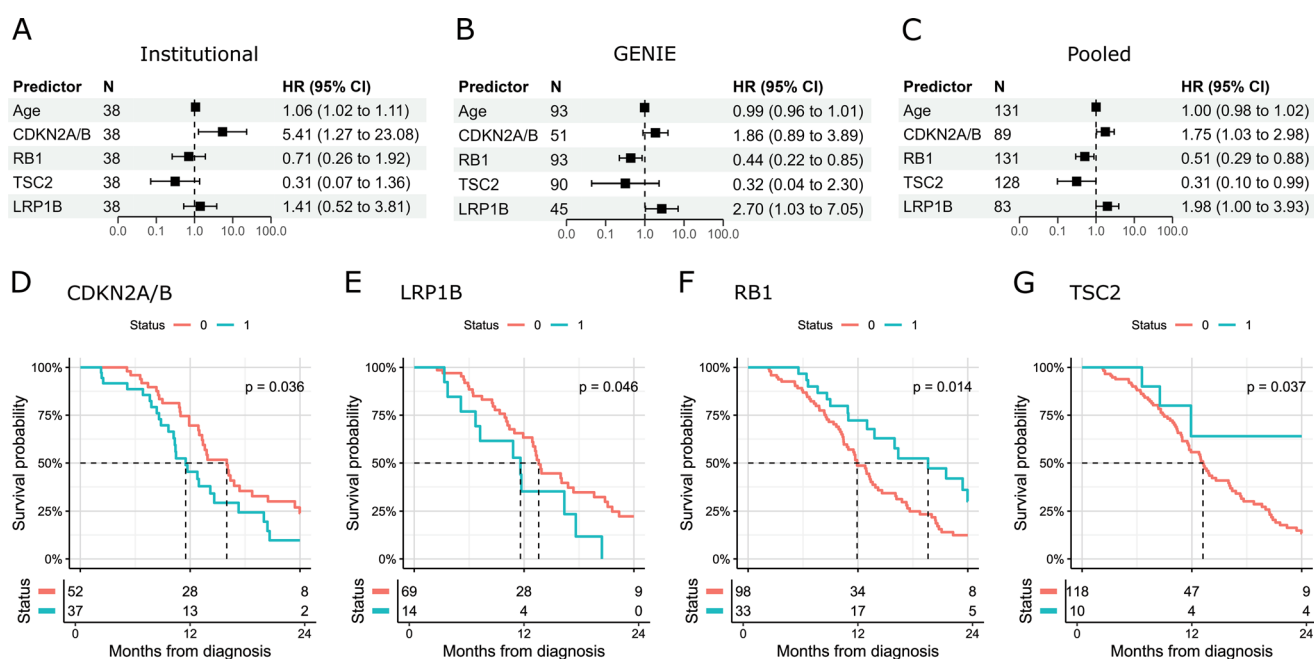 A
Institutional
Predictor N HR (95% CI)
Age 38 1.06 (1.02 to 1.11)
CDKN2A/B 38 5.41 (1.27 to 23.08)
RB1 38 0.71 (0.26 to 1.92)
TSC2 38 0.31 (0.07 to 1.36)
LRP1B 38 1.41 (0.52 to 3.81)
0.0 0.1 1.0 10.0 100.0
B
GENIE
Predictor N HR (95% CI)
Age 93 0.99 (0.96 to 1.01)
CDKN2A/B 51 1.86 (0.89 to 3.89)
RB1 93 0.44 (0.22 to 0.85)
TSC2 90 0.32 (0.04 to 2.30)
LRP1B 45 2.70 (1.03 to 7.05)
0.0 0.1 1.0 10.0 100.0
C
Pooled
Predictor N HR (95% CI)
Age 131 1.00 (0.98 to 1.02)
CDKN2A/B 89 1.75 (1.03 to 2.98)
RB1 131 0.51 (0.29 to 0.88)
TSC2 128 0.31 (0.10 to 0.99)
LRP1B 83 1.98 (1.00 to 3.93)
0.0 0.1 1.0 10.0 100.0
D
CDKN2A/B
Status 0 1
Survival probability
100%
75%
50%
25%
0%
p = 0.036
Status
52 28 8
37 13 2
0 12 24
Months from diagnosis
E
LRP1B
Status 0 1
Survival probability
100%
75%
50%
25%
0%
p = 0.046
Status
69 28 9
14 4 0
0 12 24
Months from diagnosis
F
RB1
Status 0 1
Survival probability
100%
75%
50%
25%
0%
p = 0.014
Status
98 34 8
33 17 5
0 12 24
Months from diagnosis
G
TSC2
Status 0 1
Survival probability
100%
75%
50%
25%
0%
p = 0.037
Status
118 47 9
10 4 4
0 12 24
Months from diagnosis